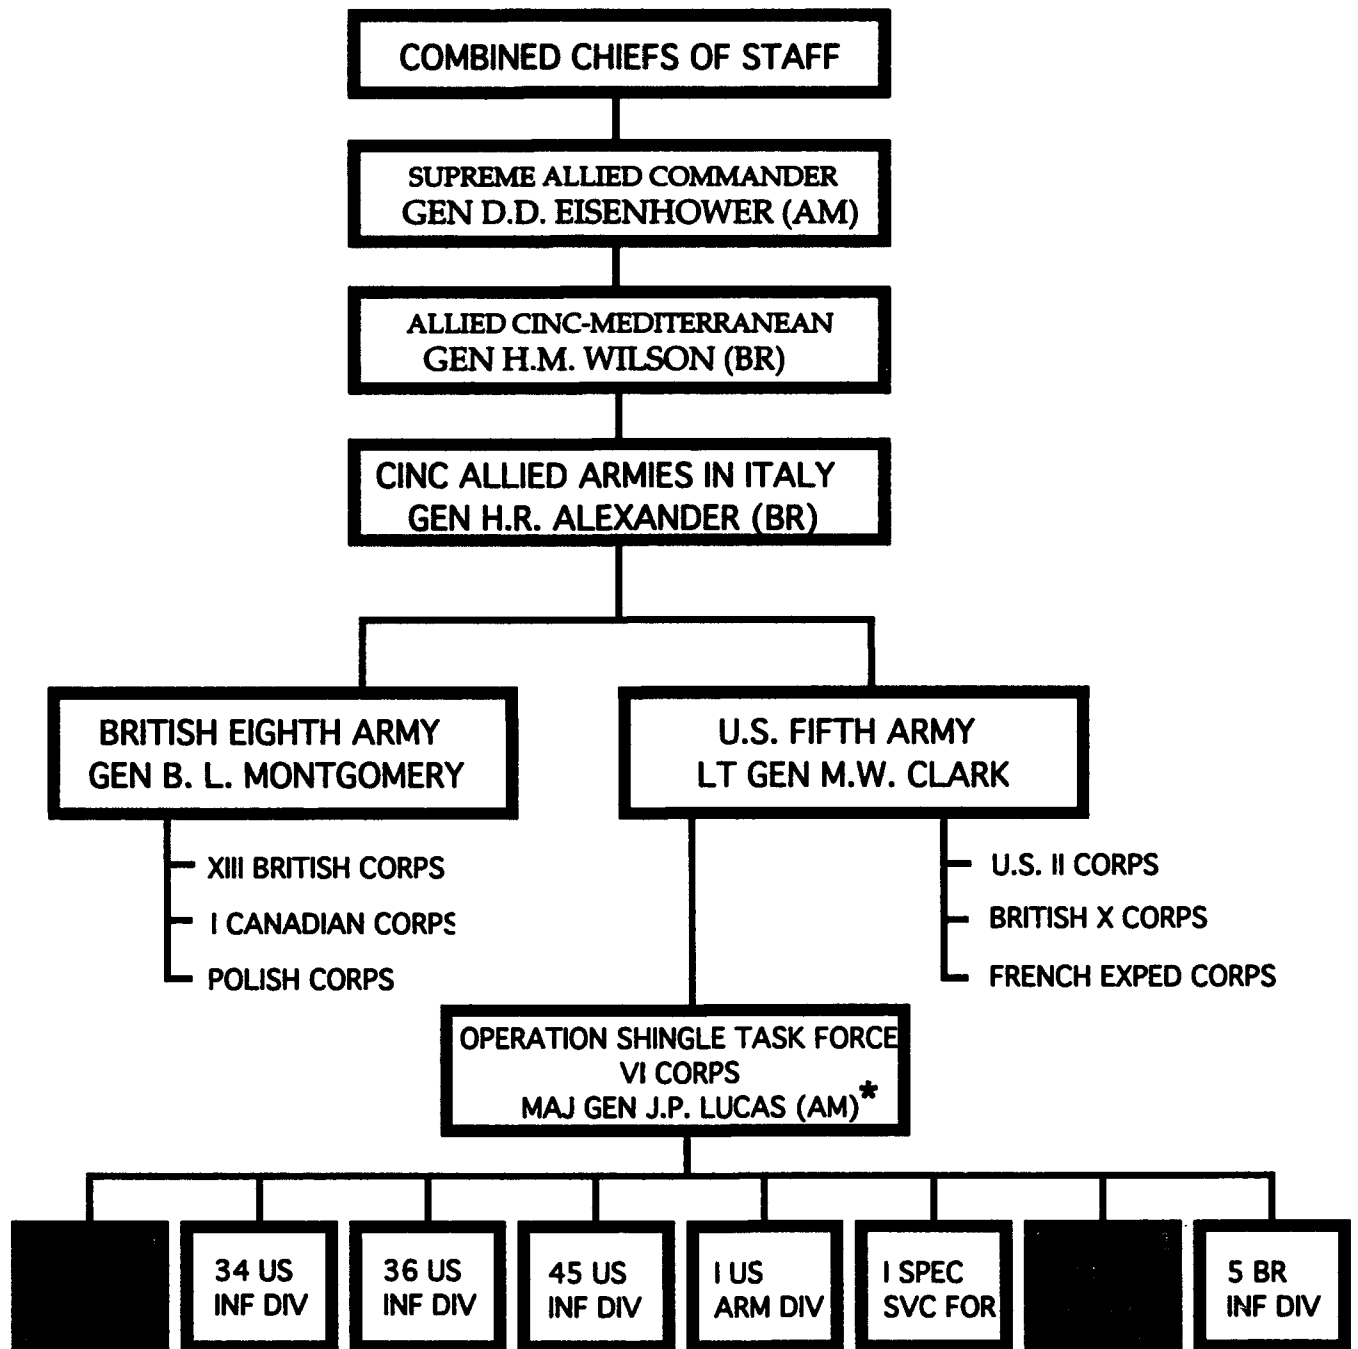 COMBINED CHIEFS OF STAFF
SUPREME ALLIED COMMANDER
GEN D.D. EISENHOWER (AM)
ALLIED CINC-MEDITERRANEAN
GEN H.M. WILSON (BR)
CINC ALLIED ARMIES IN ITALY
GEN H.R. ALEXANDER (BR)
BRITISH EIGHTH ARMY
GEN B. L. MONTGOMERY
U.S. FIFTH ARMY
LT GEN M.W. CLARK
XIII BRITISH CORPS
I CANADIAN CORPS
POLISH CORPS
U.S. II CORPS
BRITISH X CORPS
FRENCH EXPED CORPS
OPERATION SHINGLE TASK FORCE
VI CORPS
MAJ GEN J.P. LUCAS (AM)*
34 US
INF DIV
36 US
INF DIV
45 US
INF DIV
I US
ARM DIV
I SPEC
SVC FOR
5 BR
INF DIV